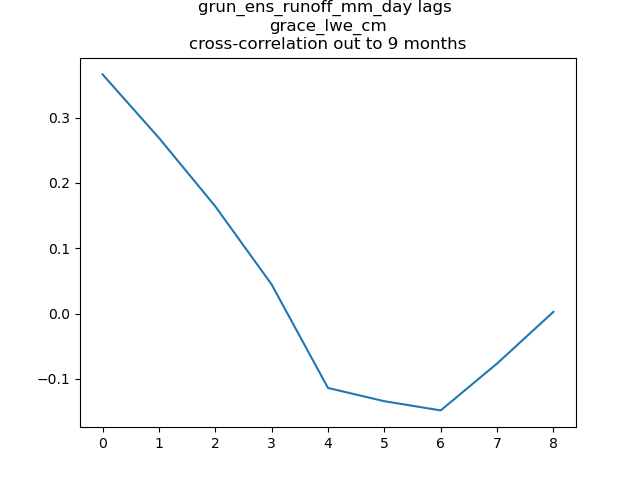 grun_ens_runoff_mm_day lags
grace_lwe_cm
cross-correlation out to 9 months
0.3
0.2
0.1
0.0
−0.1
0 1 2 3 4 5 6 7 8